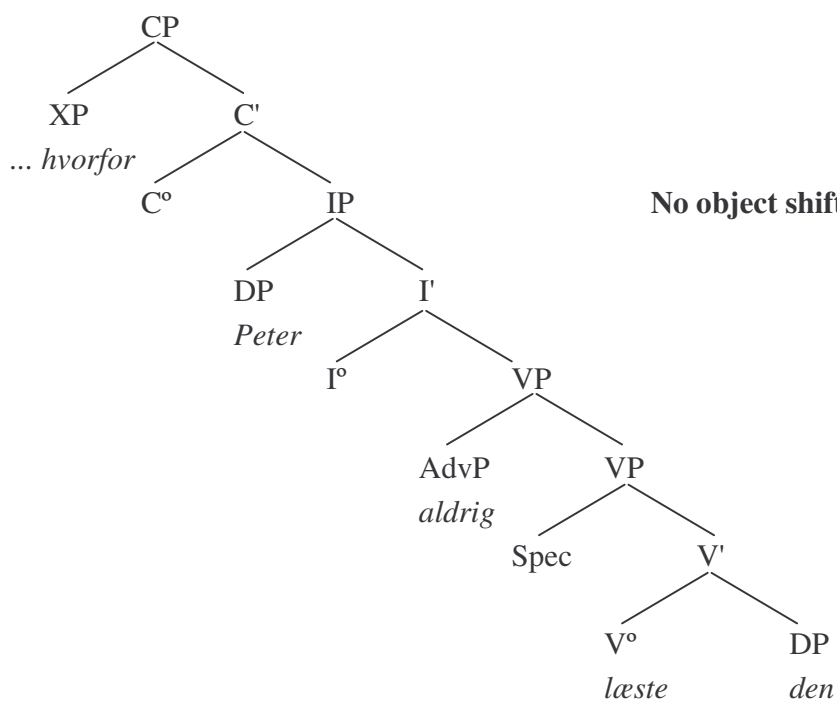 CP
XP C'
... hvorfor
Cº IP No object shift
DP I'
Peter
Iº VP
AdvP VP
aldrig
Spec V'
Vº DP
læste den